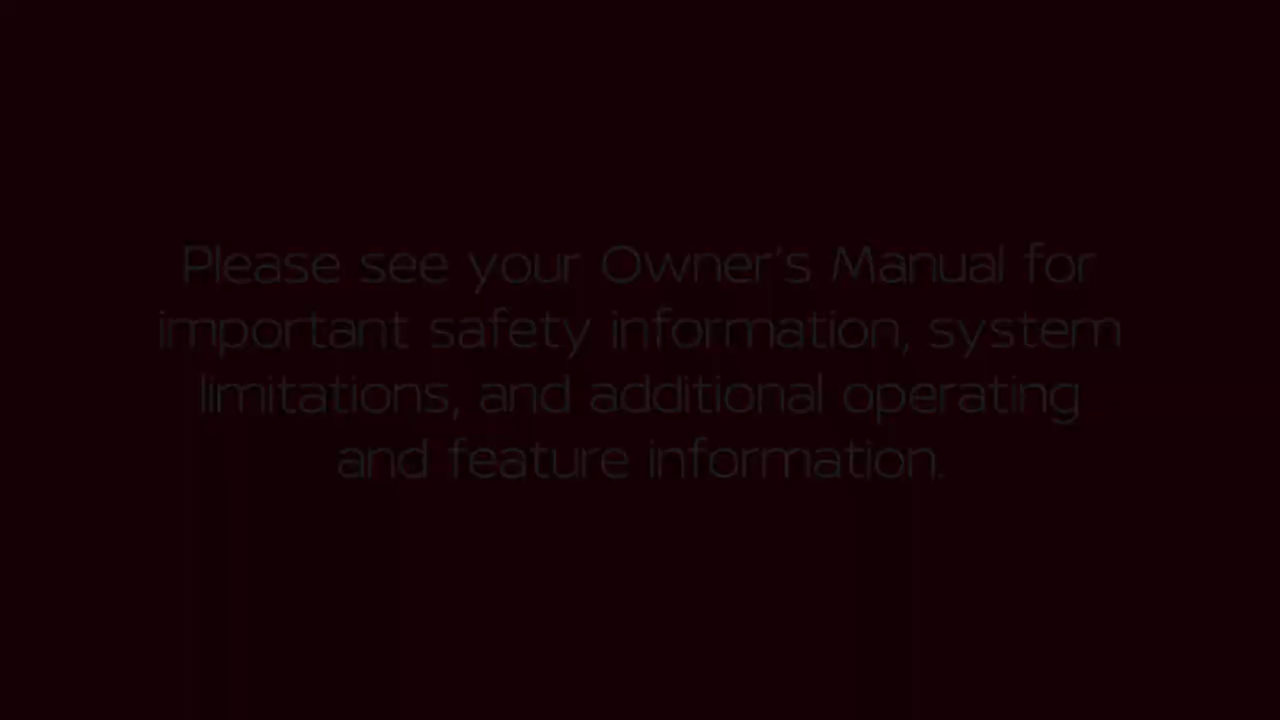 Please see your Owner's Manual for
important safety information, system
limitations, and additional operating
and feature information.